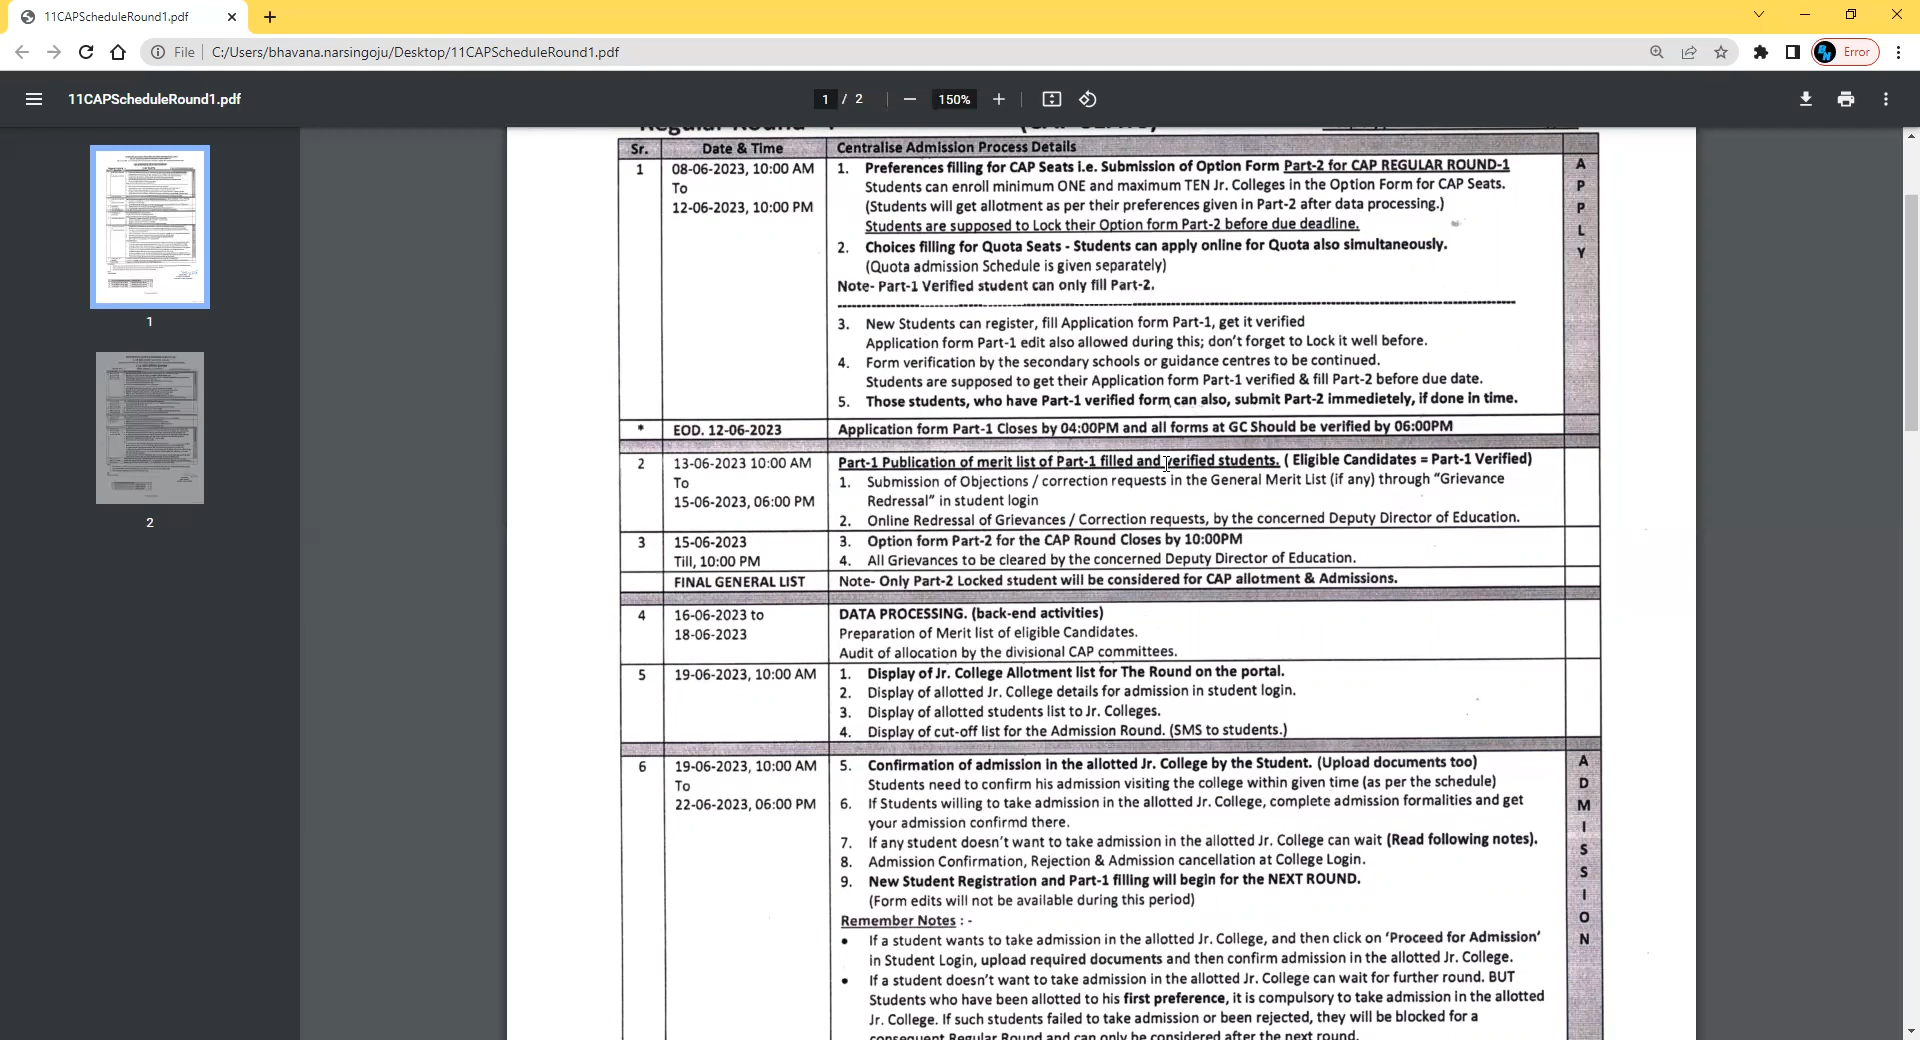 11CAPScheduleRound1.pdf
File
C:/Users/bhavana.narsingoju/Desktop/11CAPScheduleRound1.pdf
Error
11CAPScheduleRound1.pdf
1 / 2
150%
1
2
Sr.
Date & Time
Centralise Admission Process Details
1
08-06-2023, 10:00 AM
To
12-06-2023, 10:00 PM
1. Preferences filling for CAP Seats i.e. Submission of Option Form Part-2 for CAP REGULAR ROUND-1
Students can enroll minimum ONE and maximum TEN Jr. Colleges in the Option Form for CAP Seats.
(Students will get allotment as per their preferences given in Part-2 after data processing.)
Students are supposed to Lock their Option form Part-2 before due deadline.
2. Choices filling for Quota Seats - Students can apply online for Quota also simultaneously.
(Quota admission Schedule is given separately)
Note- Part-1 Verified student can only fill Part-2.
3. New Students can register, fill Application form Part-1, get it verified
Application form Part-1 edit also allowed during this; don't forget to Lock it well before.
4. Form verification by the secondary schools or guidance centres to be continued.
Students are supposed to get their Application form Part-1 verified & fill Part-2 before due date.
5. Those students, who have Part-1 verified form can also, submit Part-2 immedietely, if done in time.
A
P
P
L
Y
*
EOD. 12-06-2023
Application form Part-1 Closes by 04:00PM and all forms at GC Should be verified by 06:00PM
2
13-06-2023 10:00 AM
To
15-06-2023, 06:00 PM
Part-1 Publication of merit list of Part-1 filled and verified students. ( Eligible Candidates = Part-1 Verified)
1. Submission of Objections / correction requests in the General Merit List (if any) through "Grievance
Redressal" in student login
2. Online Redressal of Grievances / Correction requests, by the concerned Deputy Director of Education.
3
15-06-2023
Till, 10:00 PM
3. Option form Part-2 for the CAP Round Closes by 10:00PM
4. All Grievances to be cleared by the concerned Deputy Director of Education.
FINAL GENERAL LIST
Note- Only Part-2 Locked student will be considered for CAP allotment & Admissions.
4
16-06-2023 to
18-06-2023
DATA PROCESSING. (back-end activities)
Preparation of Merit list of eligible Candidates.
Audit of allocation by the divisional CAP committees.
5
19-06-2023, 10:00 AM
1. Display of Jr. College Allotment list for The Round on the portal.
2. Display of allotted Jr. College details for admission in student login.
3. Display of allotted students list to Jr. Colleges.
4. Display of cut-off list for the Admission Round. (SMS to students.)
6
19-06-2023, 10:00 AM
To
22-06-2023, 06:00 PM
5. Confirmation of admission in the allotted Jr. College by the Student. (Upload documents too)
Students need to confirm his admission visiting the college within given time (as per the schedule)
6. If Students willing to take admission in the allotted Jr. College, complete admission formalities and get
your admission confirmd there.
7. If any student doesn't want to take admission in the allotted Jr. College can wait (Read following notes).
8. Admission Confirmation, Rejection & Admission cancellation at College Login.
9. New Student Registration and Part-1 filling will begin for the NEXT ROUND.
(Form edits will not be available during this period)
Remember Notes : -
• If a student wants to take admission in the allotted Jr. College, and then click on 'Proceed for Admission'
in Student Login, upload required documents and then confirm admission in the allotted Jr. College.
• If a student doesn't want to take admission in the allotted Jr. College can wait for further round. BUT
Students who have been allotted to his first preference, it is compulsory to take admission in the allotted
Jr. College. If such students failed to take admission or been rejected, they will be blocked for a
consequent Regular Round and can only be considered after the next round.
A
D
M
I
S
S
I
O
N